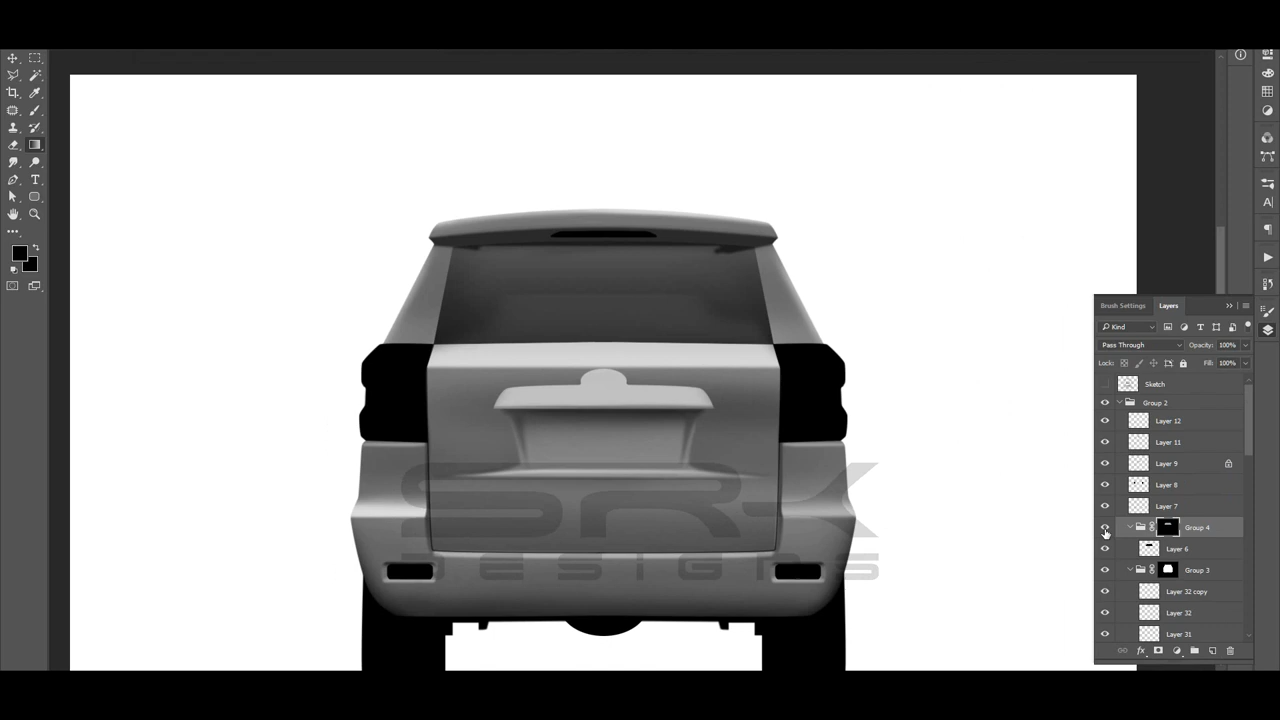 Brush Settings
Layers
Kind
Pass Through
Opacity: 100%
Lock:
Fill: 100%
Sketch
Group 2
Layer 12
Layer 11
Layer 9
Layer 8
Layer 7
Group 4
Layer 6
Group 3
Layer 32 copy
Layer 32
Layer 31
SRK
DESIGNS